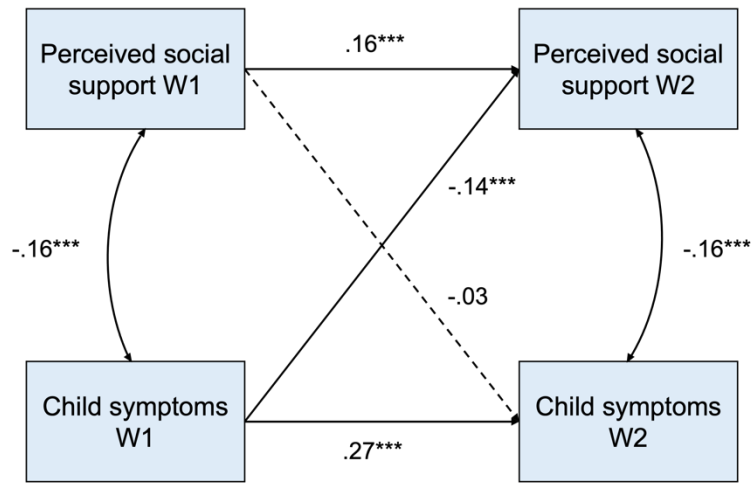 Perceived social
support W1
.16***
Perceived social
support W2
-.14***
-.16***
-.16***
-.03
Child symptoms
W1
.27***
Child symptoms
W2